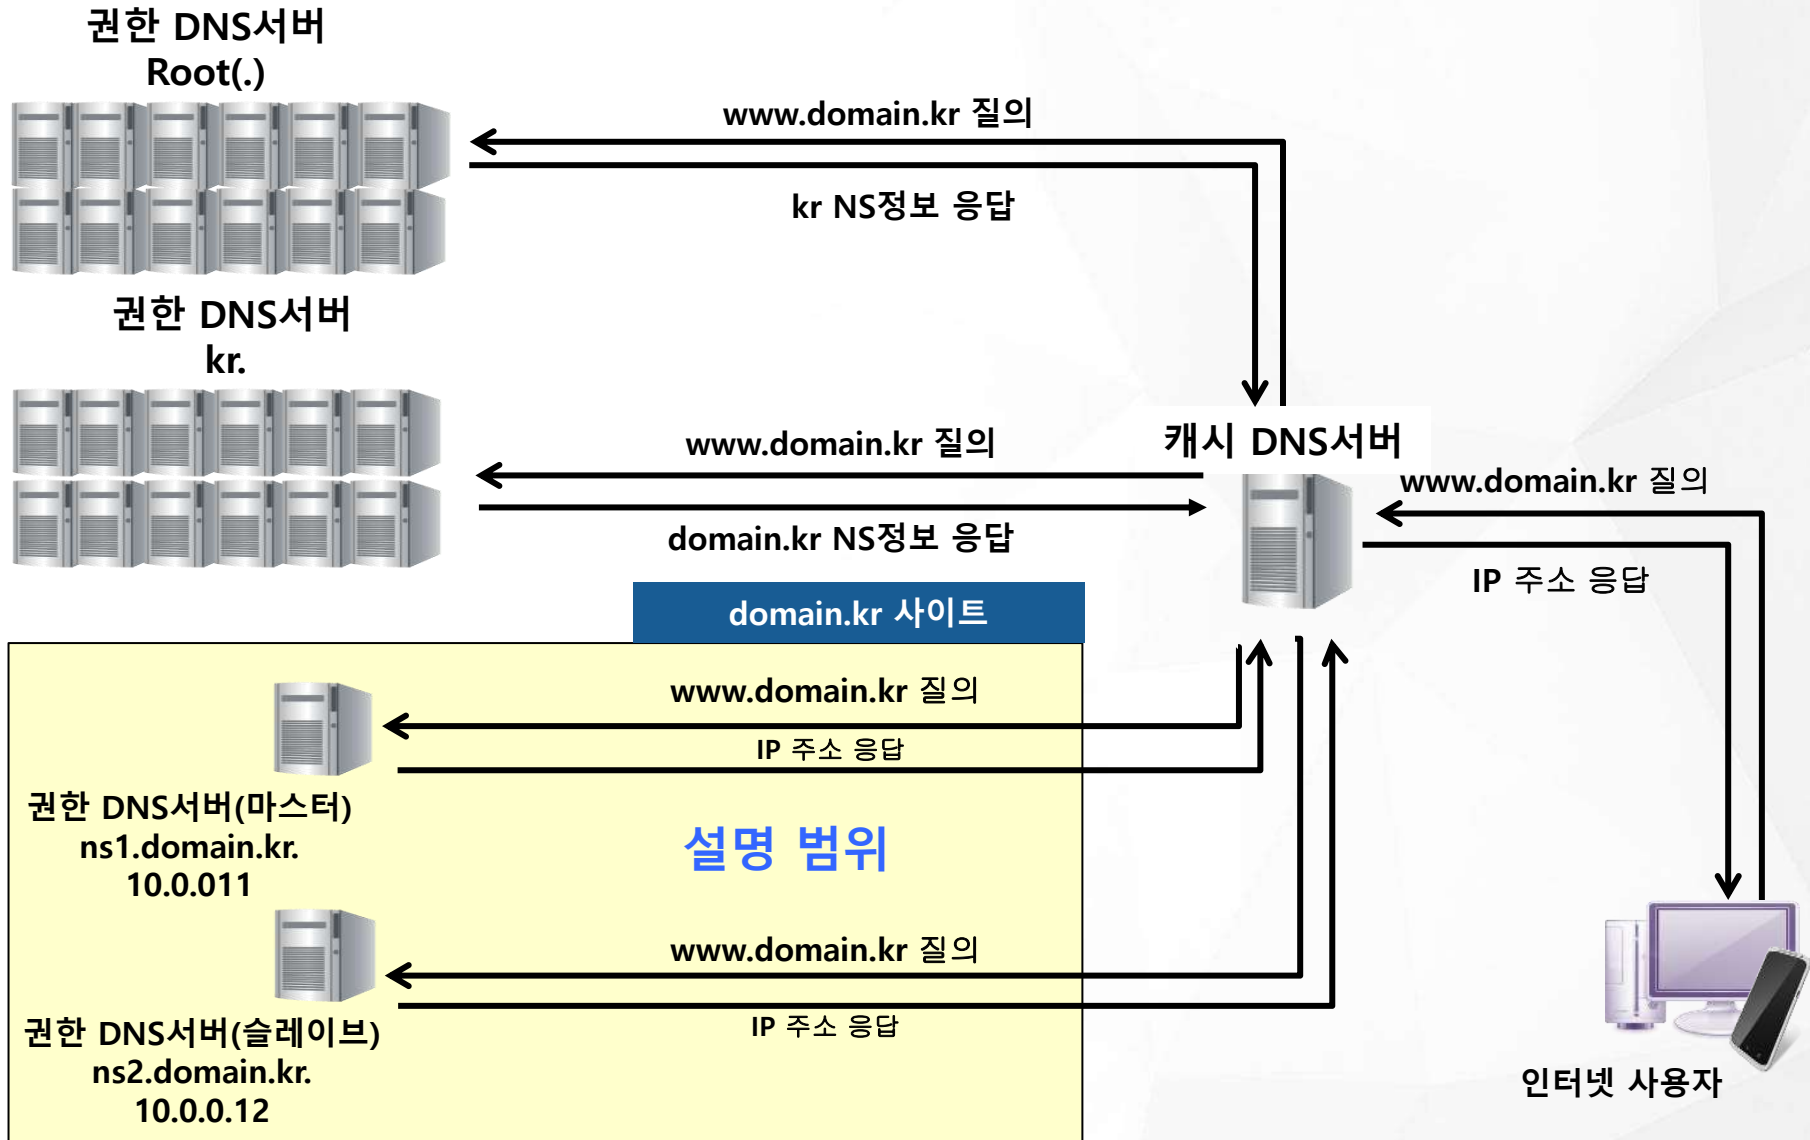 권한 DNS서버
Root(.)
www.domain.kr 질의
kr NS정보 응답
권한 DNS서버
kr.
www.domain.kr 질의
domain.kr NS정보 응답
캐시 DNS서버
www.domain.kr 질의
IP 주소 응답
domain.kr 사이트
www.domain.kr 질의
IP 주소 응답
권한 DNS서버(마스터)
ns1.domain.kr.
10.0.011
설명 범위
www.domain.kr 질의
IP 주소 응답
권한 DNS서버(슬레이브)
ns2.domain.kr.
10.0.0.12
인터넷 사용자